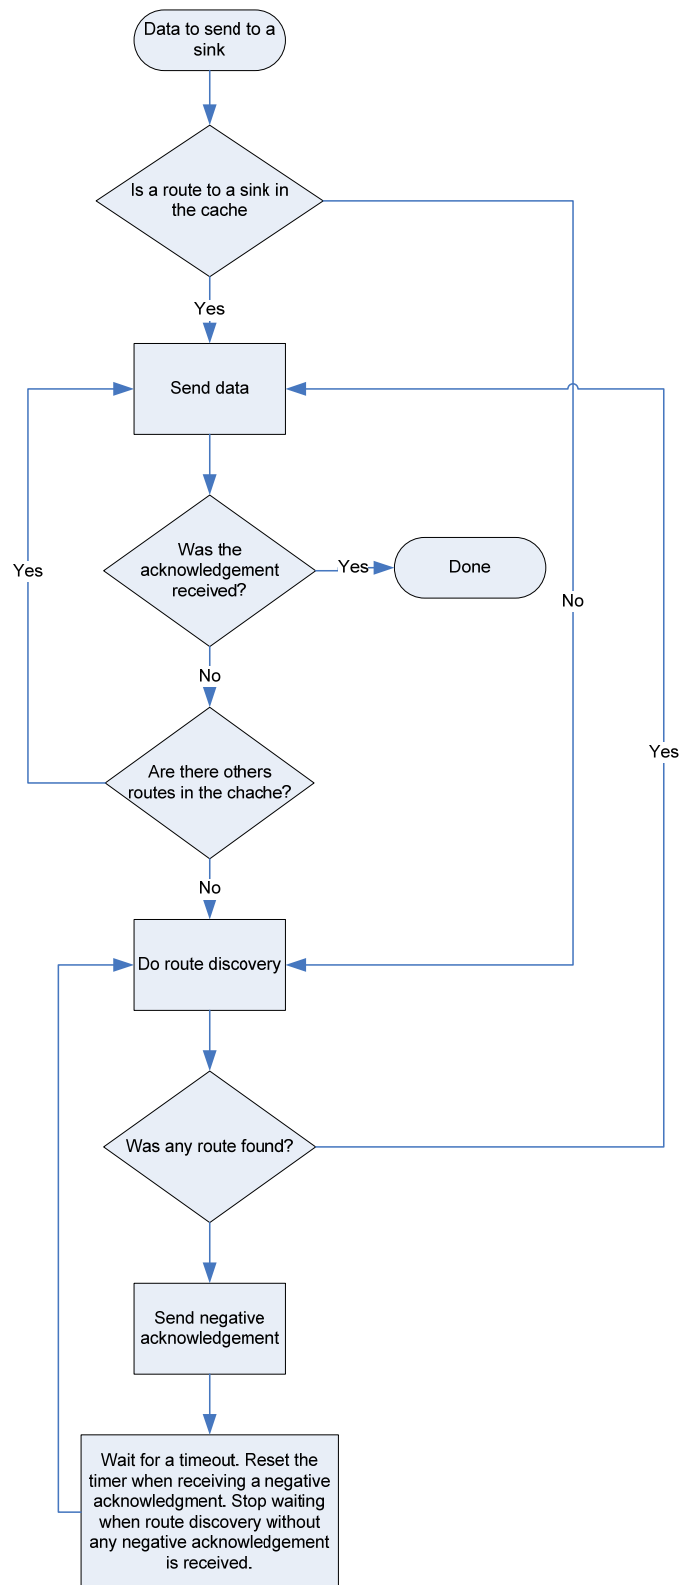 Data to send to a
sink
Is a route to a sink in
the cache
Yes
Send data
Was the
acknowledgement
received?
Yes
Done
Yes
No
No
Are there others
routes in the chache?
Yes
No
Do route discovery
Was any route found?
Send negative
acknowledgement
Wait for a timeout. Reset the
timer when receiving a negative
acknowledgment. Stop waiting
when route discovery without
any negative acknowledgement
is received.